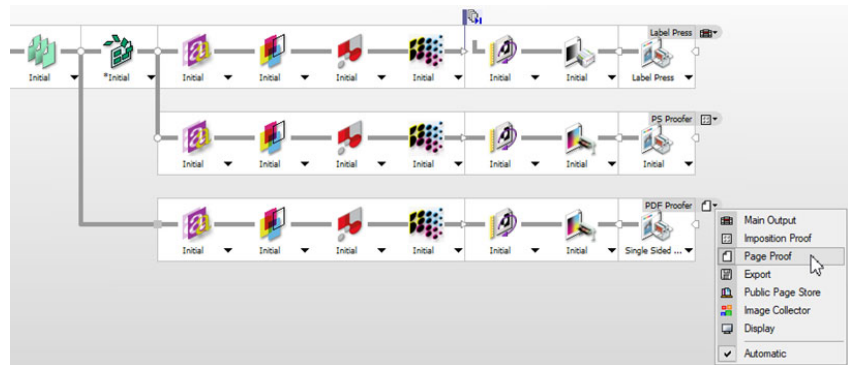 Label Press
Initial *Initial Initial Initial Initial Initial Initial Initial Label Press
PS Proofer
Initial Initial Initial Initial Initial Initial Initial
PDF Proofer
Initial Initial Initial Initial Initial Initial Single Sided ...
Main Output
Imposition Proof
Page Proof
Export
Public Page Store
Image Collector
Display
Automatic